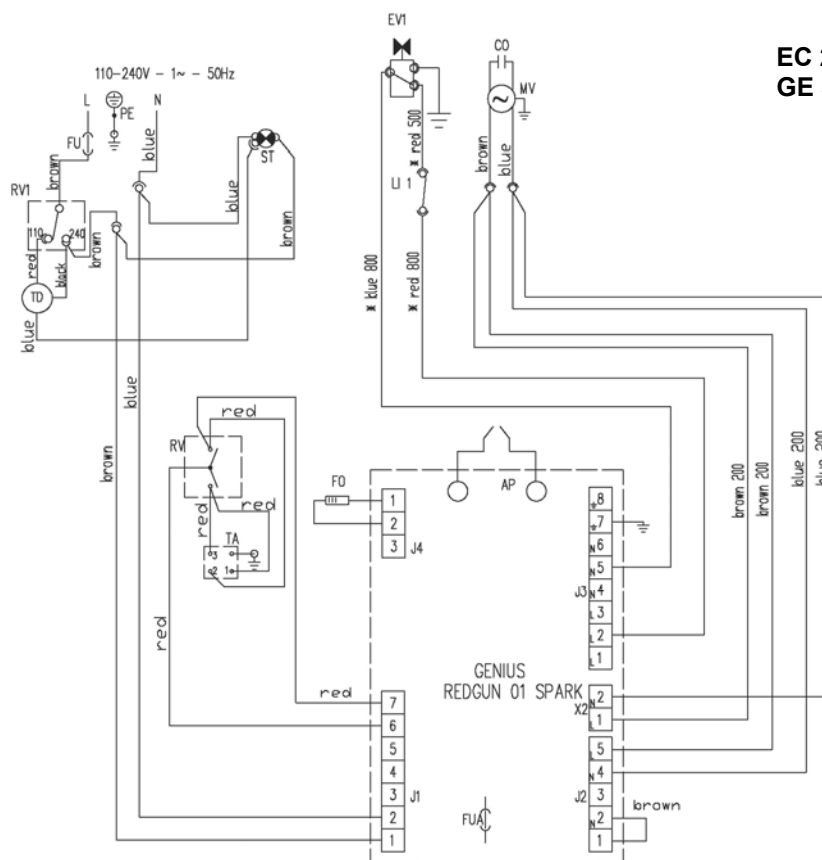 EV1
CO
EC
GE
110-240V - 1~ - 50Hz
L
N
PE
MV
FU
blue
brown
ST
RV1
blue
red 500
brown
blue
LI 1
110
240
red
black
brown
brown
TD
blue
blue 800
red 800
blue
red
RV
brown
red
red
FO
AP
TA
3
2 1
1
2
3
J4
8
7
N 6
N 5
J3 N 4
L 3
L 2
L 1
brown 200
brown 200
blue 200
blue 200
red
GENIUS
REDGUN 01 SPARK
red
N 2
X2
L 1
7
6
5
4
3
J1
2
1
FUA
L 5
N 4
J2 3
N 2
1
brown